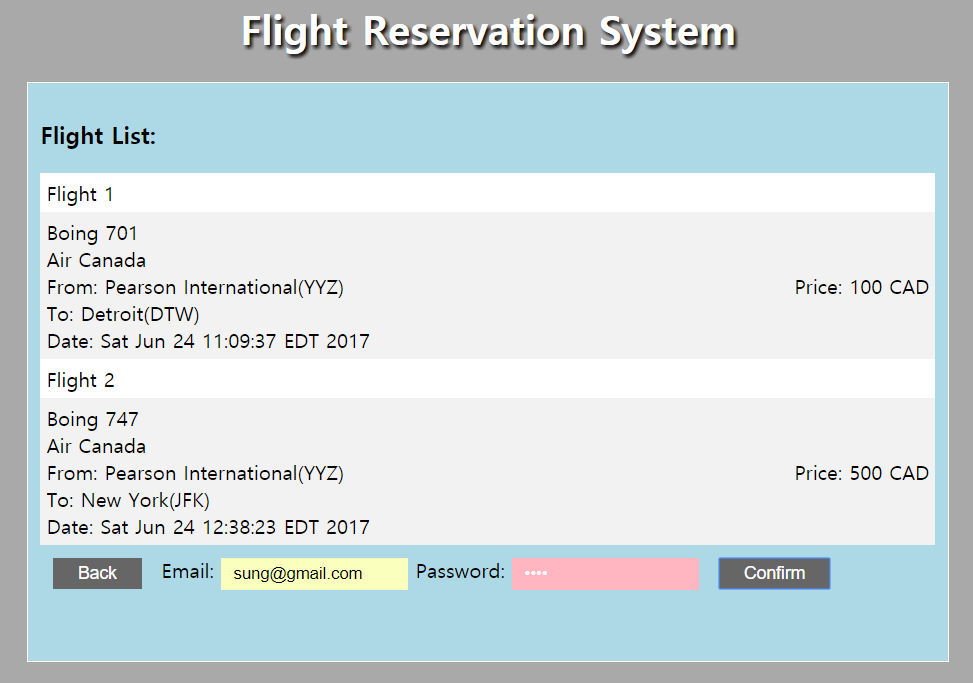 Flight Reservation System
Flight List:
Flight 1
Boing 701
Air Canada
From: Pearson International(YYZ) Price: 100 CAD
To: Detroit(DTW)
Date: Sat Jun 24 11:09:37 EDT 2017
Flight 2
Boing 747
Air Canada
From: Pearson International(YYZ) Price: 500 CAD
To: New York(JFK)
Date: Sat Jun 24 12:38:23 EDT 2017
Back Email: sung@gmail.com Password: •••• Confirm